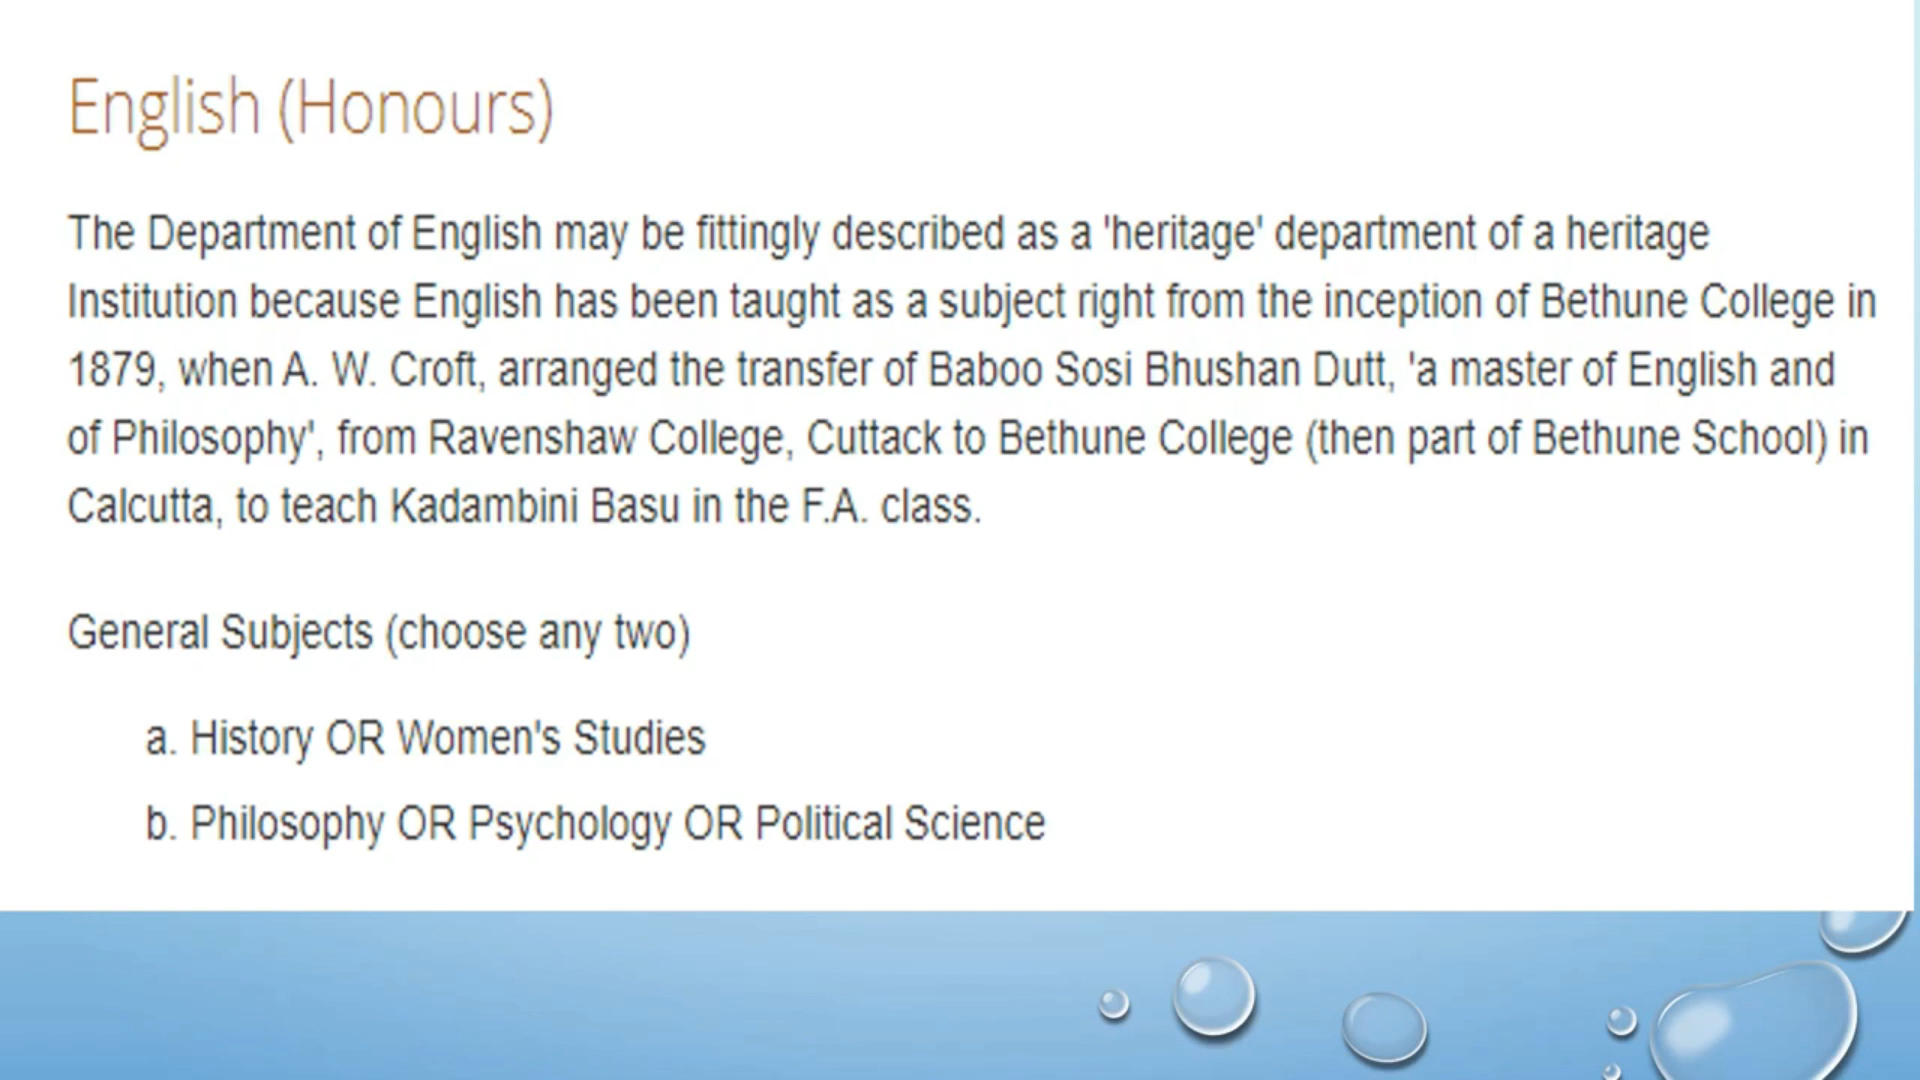 English (Honours)
The Department of English may be fittingly described as a 'heritage' department of a heritage
Institution because English has been taught as a subject right from the inception of Bethune College in
1879, when A. W. Croft, arranged the transfer of Baboo Sosi Bhushan Dutt, 'a master of English and
of Philosophy', from Ravenshaw College, Cuttack to Bethune College (then part of Bethune School) in
Calcutta, to teach Kadambini Basu in the F.A. class.
General Subjects (choose any two)
a. History OR Women's Studies
b. Philosophy OR Psychology OR Political Science